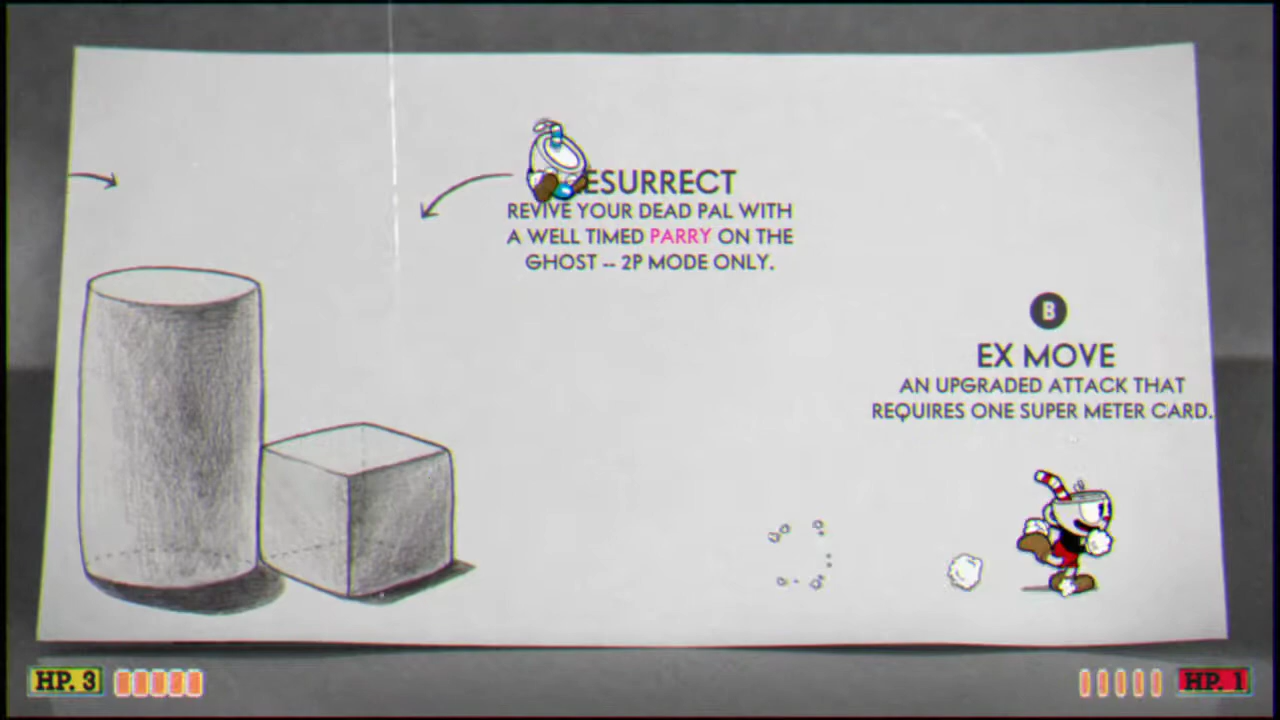 RESURRECT
REVIVE YOUR DEAD PAL WITH
A WELL TIMED PARRY ON THE
GHOST -- 2P MODE ONLY.
B
EX MOVE
AN UPGRADED ATTACK THAT
REQUIRES ONE SUPER METER CARD.
HP. 3
HP. 1